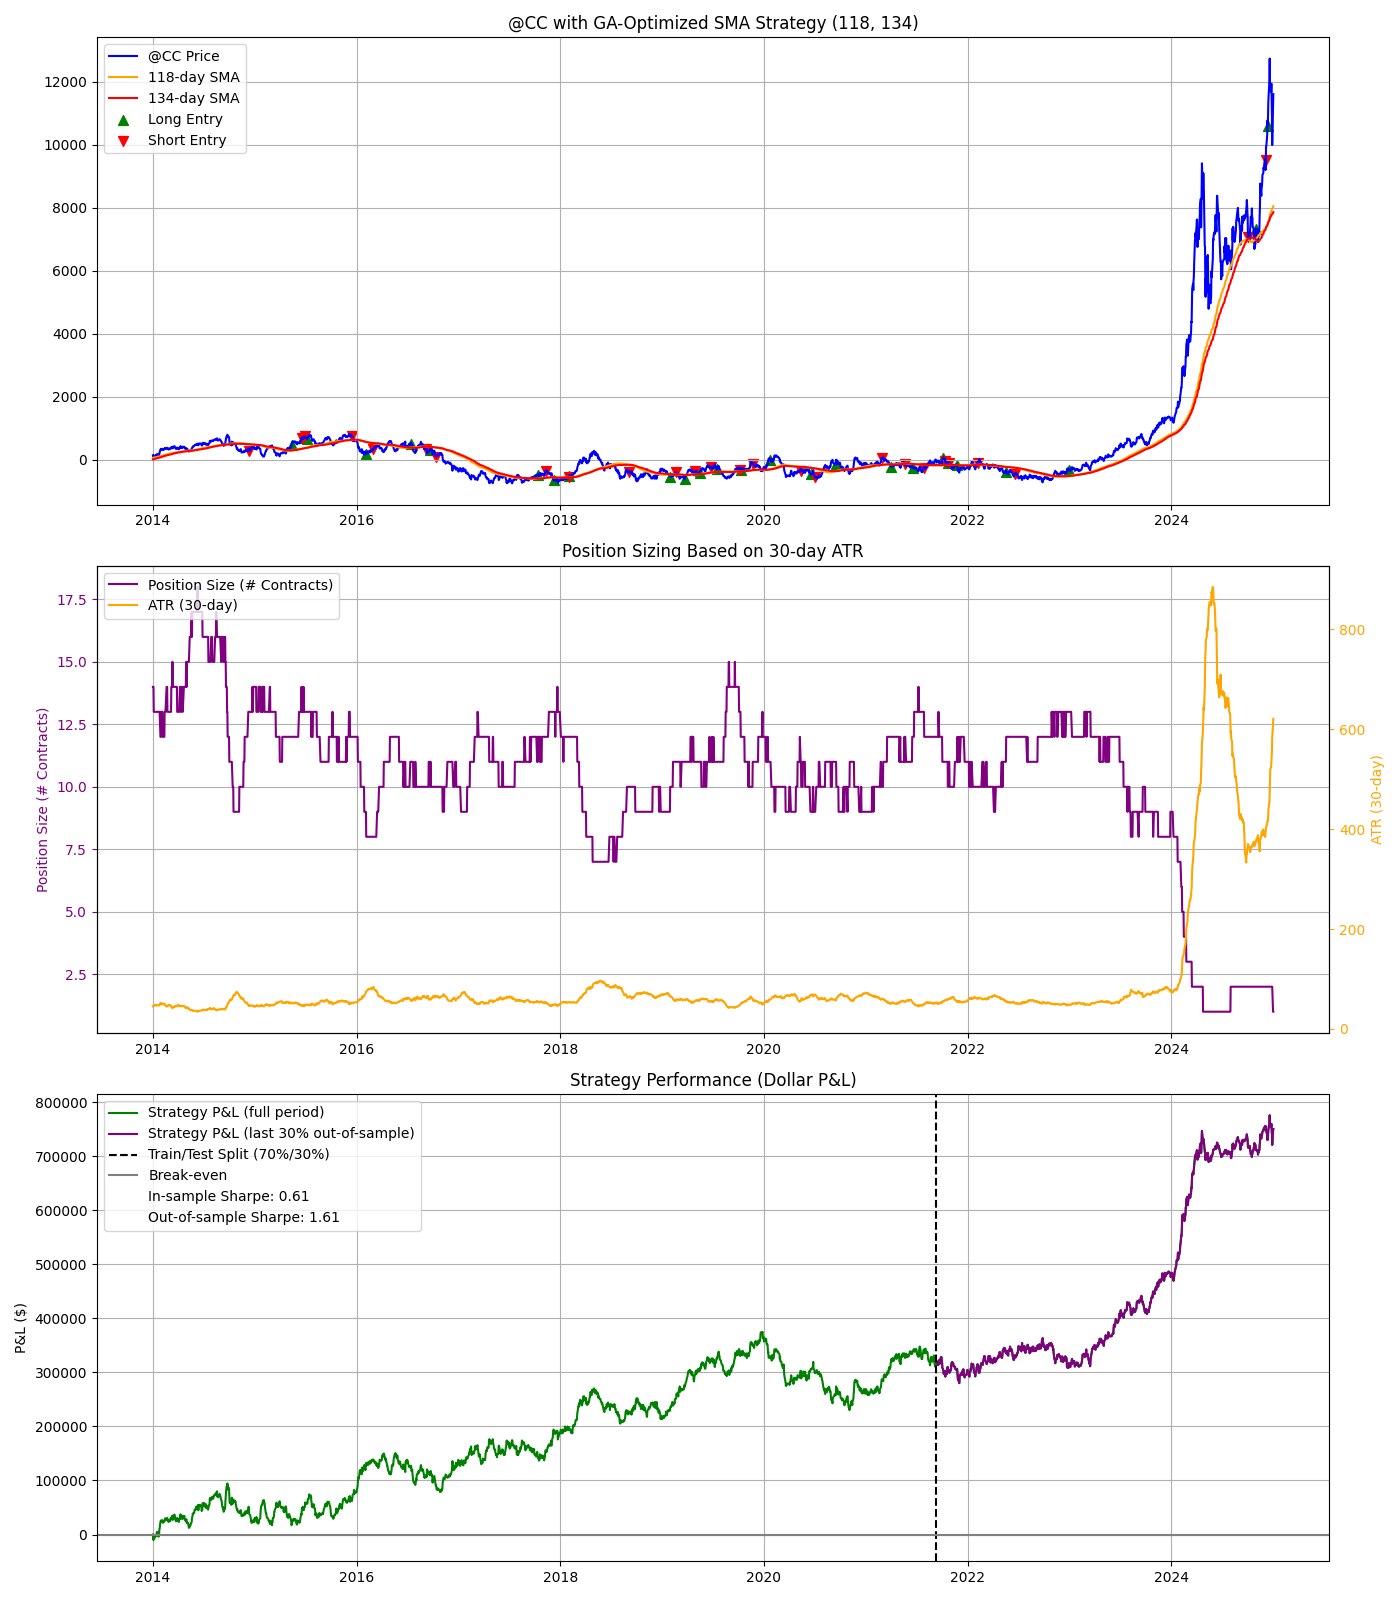 @CC with GA-Optimized SMA Strategy (118, 134)
@CC Price
118-day SMA
134-day SMA
Long Entry
Short Entry
12000
10000
8000
6000
4000
2000
0
2014 2016 2018 2020 2022 2024
Position Sizing Based on 30-day ATR
Position Size (# Contracts)
ATR (30-day)
Position Size (# Contracts)
17.5
15.0
12.5
10.0
7.5
5.0
2.5
800
600
400
200
0
ATR (30-day)
2014 2016 2018 2020 2022 2024
Strategy Performance (Dollar P&L)
Strategy P&L (full period)
Strategy P&L (last 30% out-of-sample)
Train/Test Split (70%/30%)
Break-even
In-sample Sharpe: 0.61
Out-of-sample Sharpe: 1.61
P&L ($)
800000
700000
600000
500000
400000
300000
200000
100000
0
2014 2016 2018 2020 2022 2024